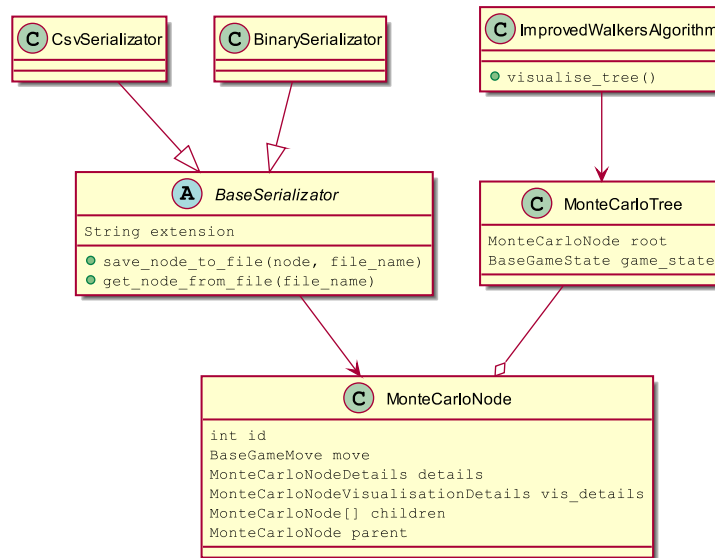 C CsvSerializator
C BinarySerializator
C ImprovedWalkersAlgorithm
visualise_tree()
A BaseSerializator
String extension
save_node_to_file(node, file_name)
get_node_from_file(file_name)
C MonteCarloTree
MonteCarloNode root
BaseGameState game_state
C MonteCarloNode
int id
BaseGameMove move
MonteCarloNodeDetails details
MonteCarloNodeVisualisationDetails vis_details
MonteCarloNode[] children
MonteCarloNode parent